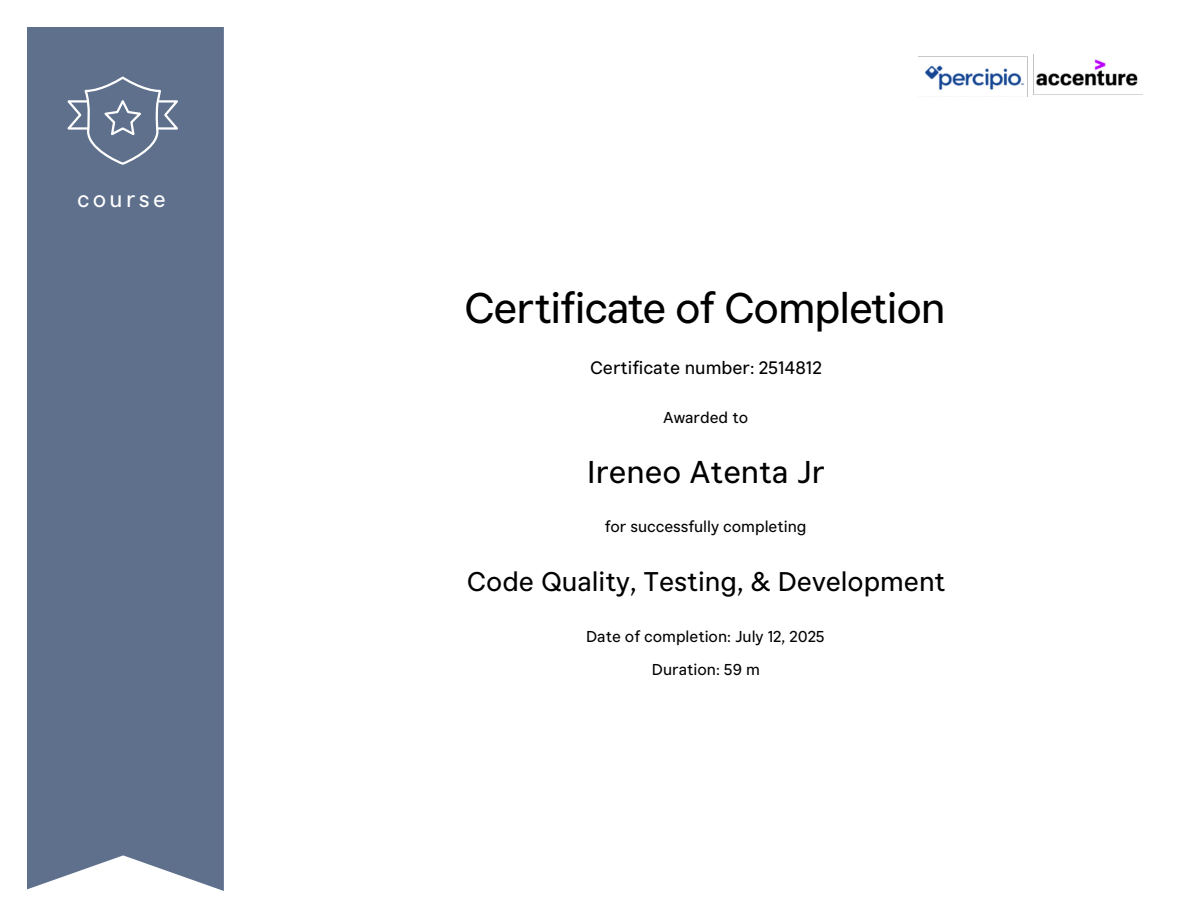 percipio.
accenture
course
Certificate of Completion
Certificate number: 2514812
Awarded to
Ireneo Atenta Jr
for successfully completing
Code Quality, Testing, & Development
Date of completion: July 12, 2025
Duration: 59 m